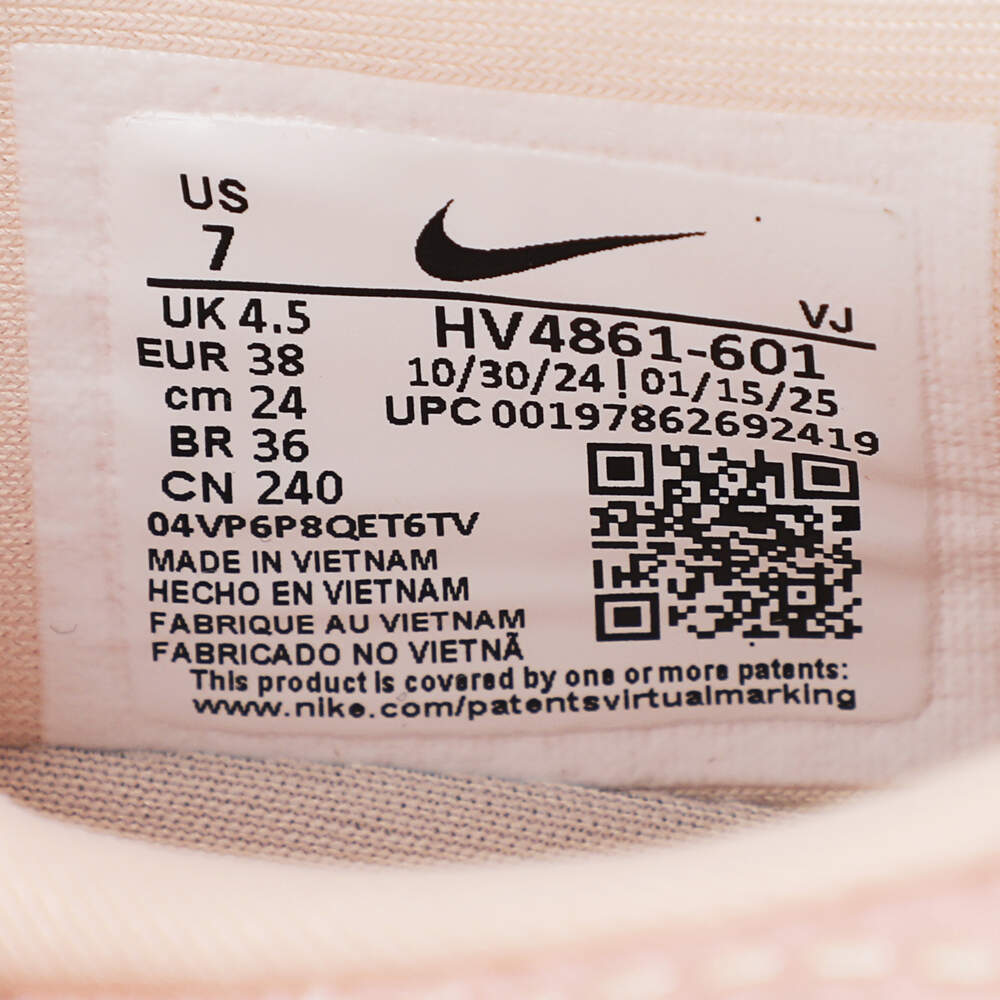 US
7
VJ
UK 4.5
EUR 38
cm 24
BR 36
CN 240
HV4861-601
10/30/24 ! 01/15/25
UPC 00197862692419
04VP6P8QET6TV
MADE IN VIETNAM
HECHO EN VIETNAM
FABRIQUE AU VIETNAM
FABRICADO NO VIETNÃ
This product is covered by one or more patents:
www.nike.com/patentsvirtualmarking